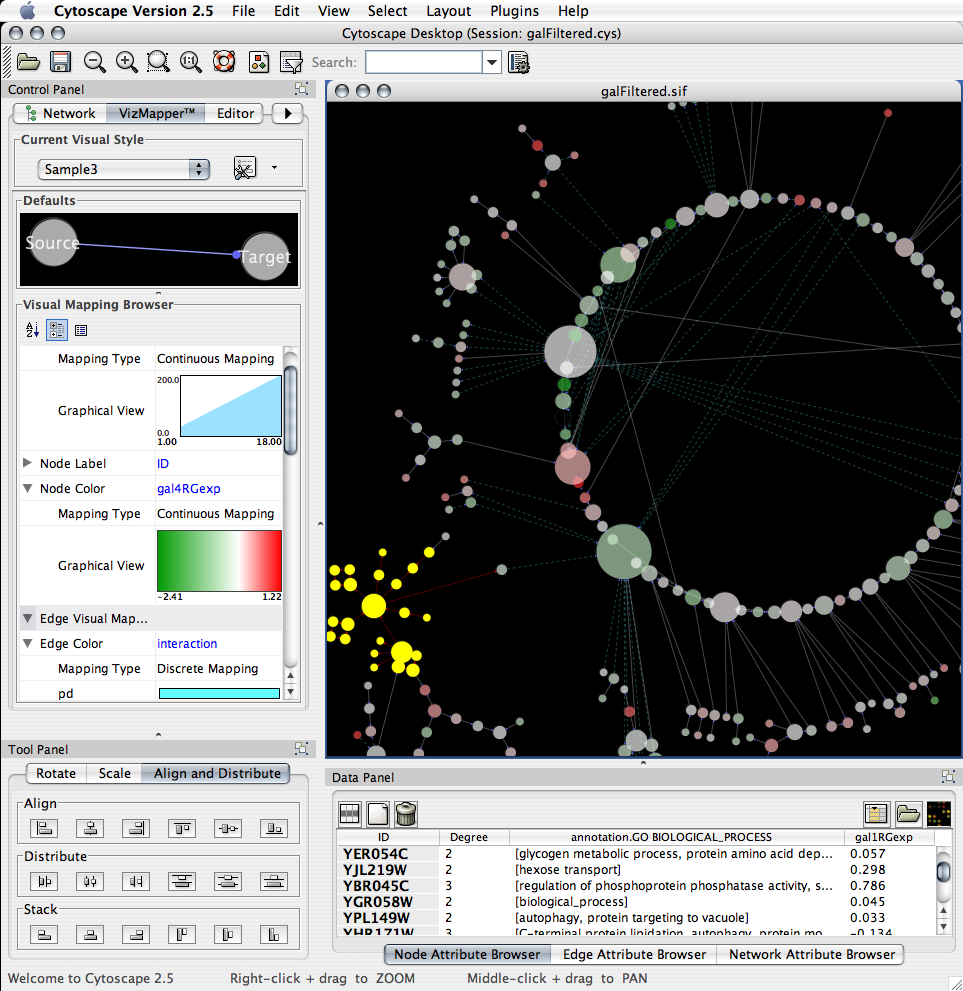 Cytoscape Version 2.5 File Edit View Select Layout Plugins Help
Cytoscape Desktop (Session: galFiltered.cys)
1:1 Search:
Control Panel
Network VizMapper™ Editor
Current Visual Style
Sample3
Defaults
Source
Target
Visual Mapping Browser
Mapping Type Continuous Mapping
200.0
Graphical View
0.0
1.00 18.00
Node Label ID
Node Color gal4RGexp
Mapping Type Continuous Mapping
Graphical View
-2.41 1.22
Edge Visual Map...
Edge Color interaction
Mapping Type Discrete Mapping
pd
galFiltered.sif
Tool Panel
Rotate Scale Align and Distribute
Align
Distribute
Stack
Data Panel
ID Degree annotation.GO BIOLOGICAL_PROCESS gal1RGexp
YER054C 2 [glycogen metabolic process, protein amino acid dep... 0.057
YJL219W 2 [hexose transport] 0.298
YBR045C 3 [regulation of phosphoprotein phosphatase activity, s... 0.786
YGR058W 2 [biological_process] 0.045
YPL149W 2 [autophagy, protein targeting to vacuole] 0.033
YHR171W 3 [C-terminal protein lipidation, autophagy, protein mo... -0.134
Node Attribute Browser Edge Attribute Browser Network Attribute Browser
Welcome to Cytoscape 2.5 Right-click + drag to ZOOM Middle-click + drag to PAN